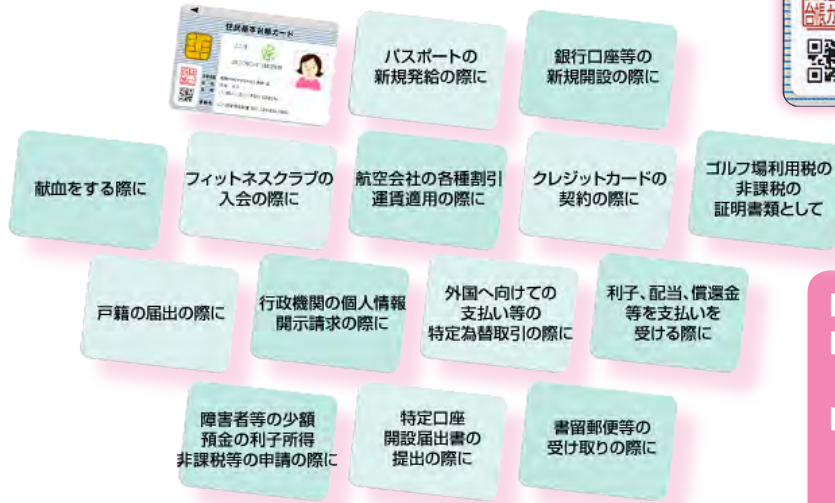 住民基本台帳カード
パスポートの
新規発給の際に
銀行口座等の
新規開設の際に
献血をする際に
フィットネスクラブの
入会の際に
航空会社の各種割引
運賃適用の際に
クレジットカードの
契約の際に
ゴルフ場利用税の
非課税の
証明書類として
戸籍の届出の際に
行政機関の個人情報
開示請求の際に
外国へ向けての
支払い等の
特定為替取引の際に
利子、配当、償還金
等を支払いを
受ける際に
障害者等の少額
預金の利子所得
非課税等の申請の際に
特定口座
開設届出書の
提出の際に
書留郵便等の
受け取りの際に